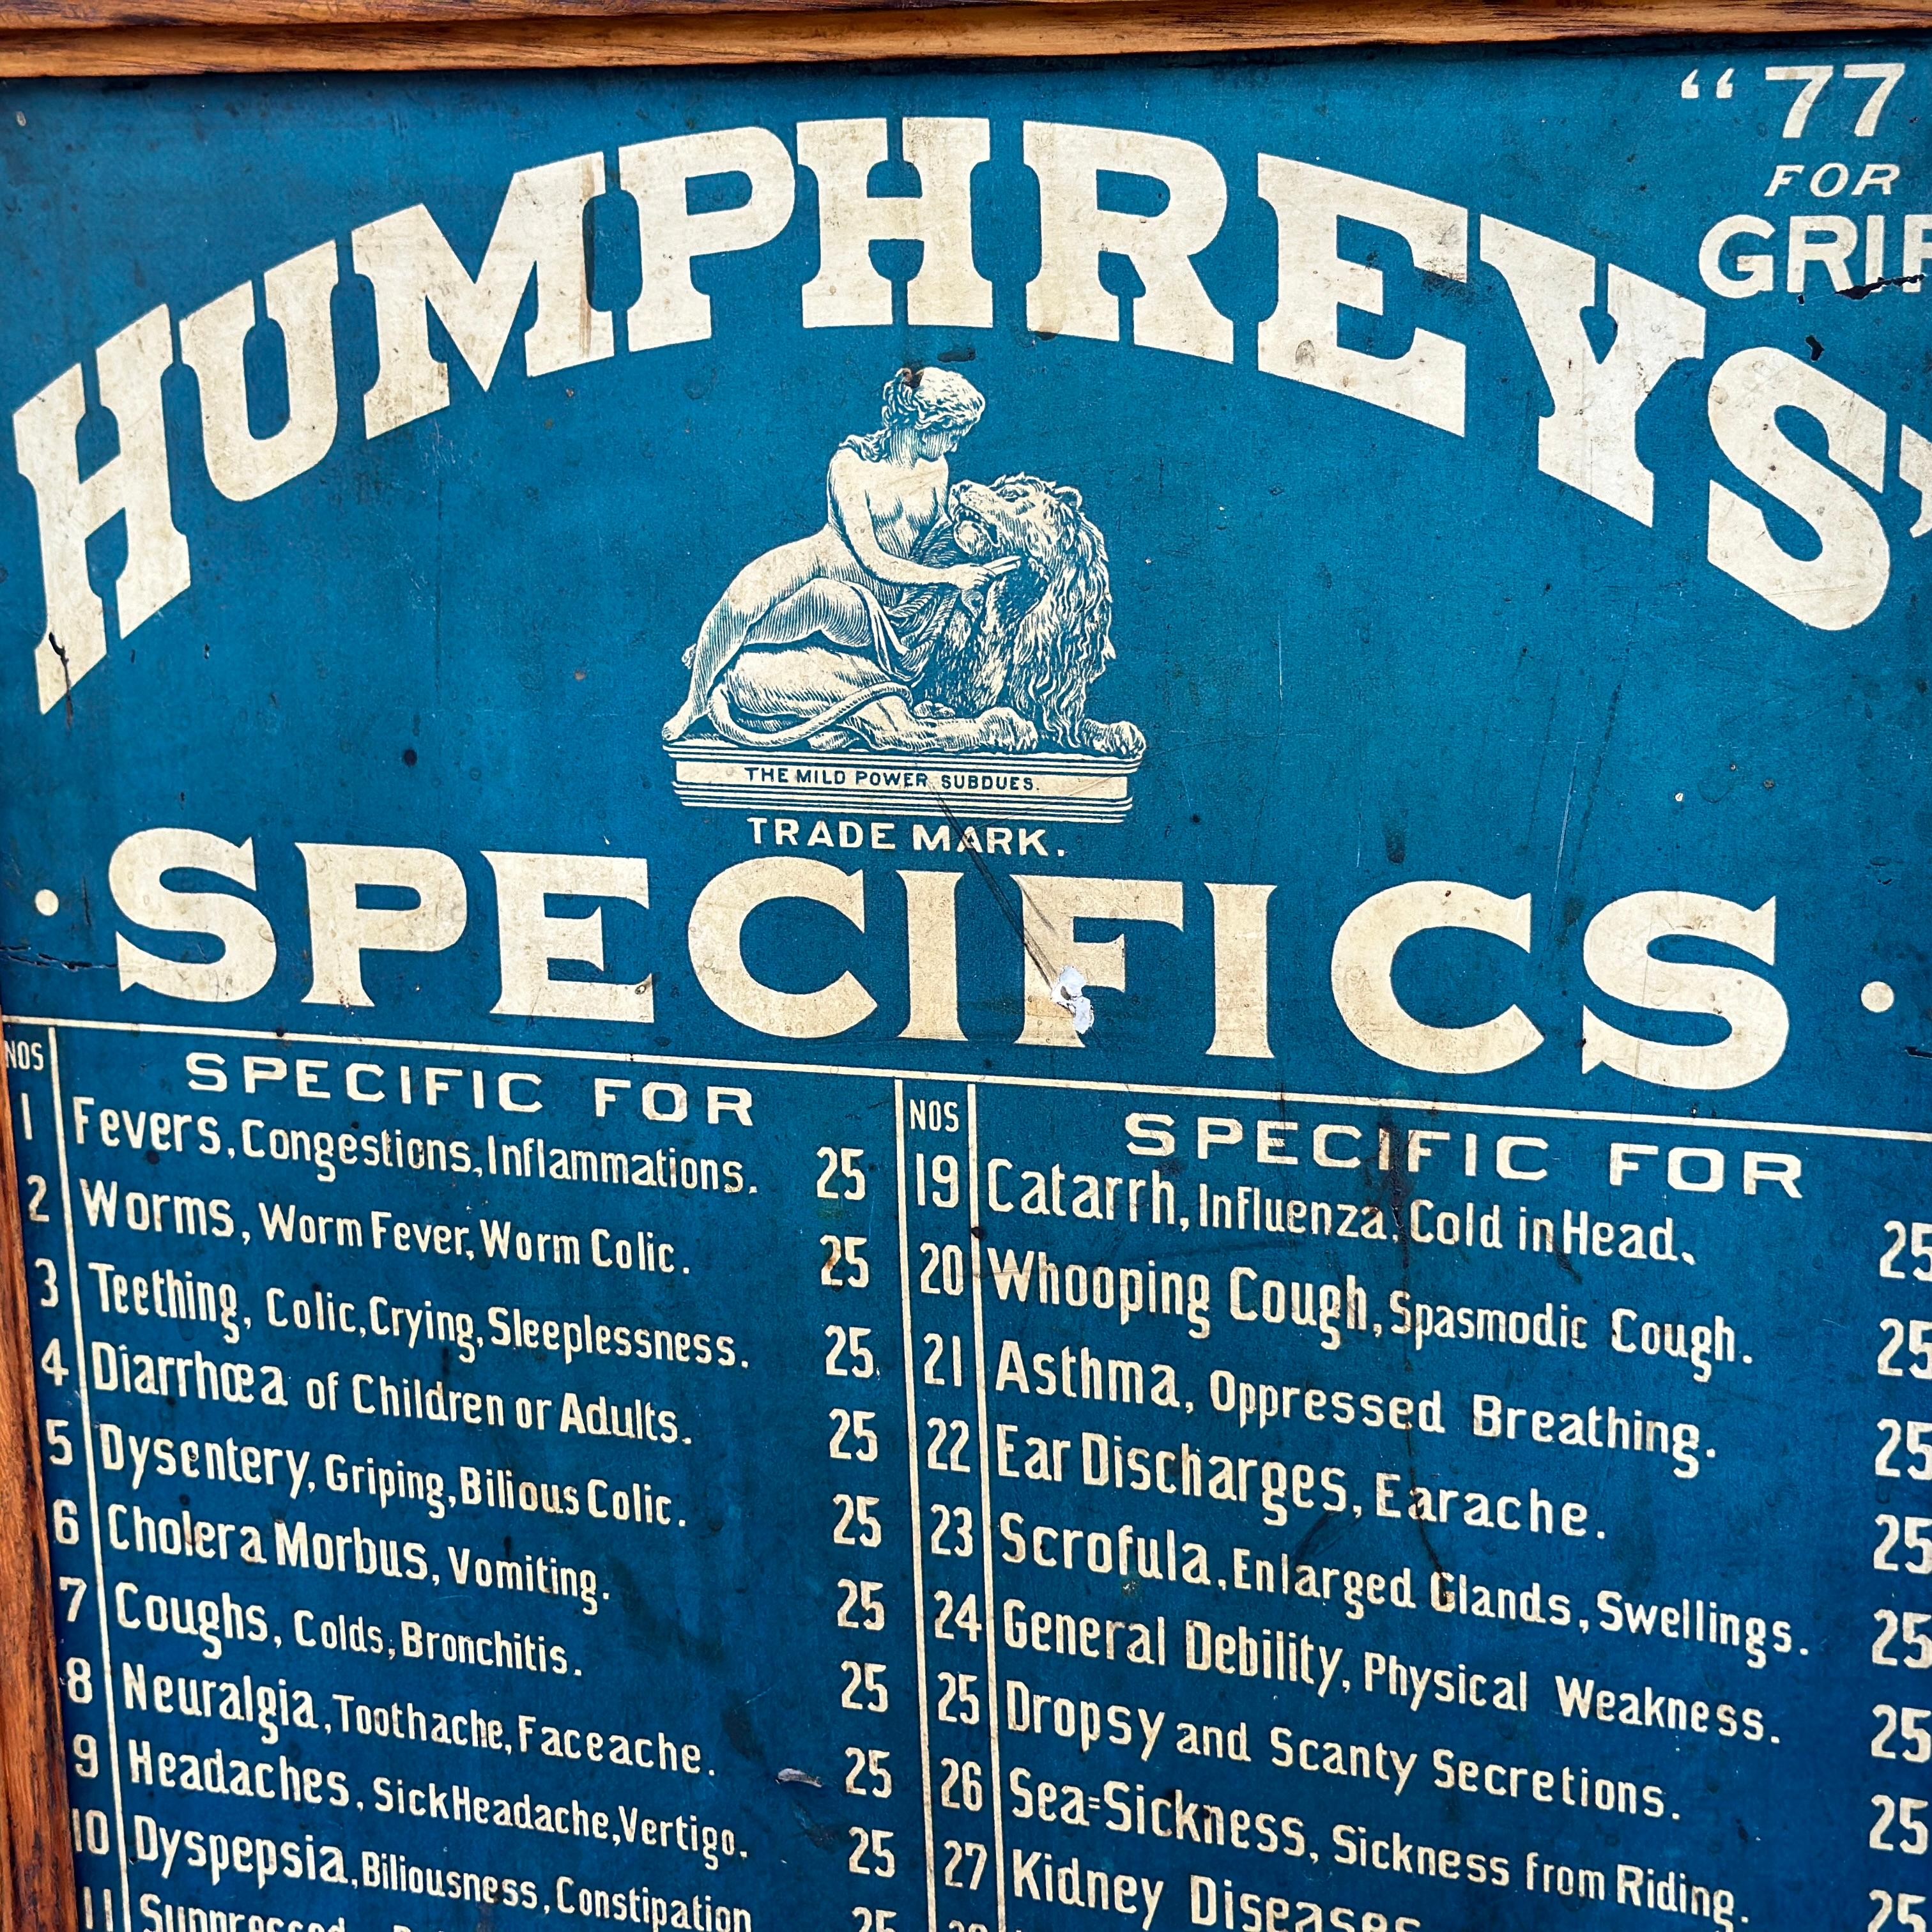 “77
FOR
HUMPHREYS’
THE MILD POWER SUBDUES.
TRADE MARK.
• SPECIFICS •
NOS SPECIFIC FOR
1 Fevers, Congestions, Inflammations. 25
2 Worms, Worm Fever, Worm Colic. 25
3 Teething, Colic, Crying, Sleeplessness. 25
4 Diarrhœa of Children or Adults. 25
5 Dysentery, Griping, Bilious Colic. 25
6 Cholera Morbus, Vomiting. 25
7 Coughs, Colds, Bronchitis. 25
8 Neuralgia, Toothache, Faceache. 25
9 Headaches, Sick Headache, Vertigo. 25
10 Dyspepsia, Biliousness, Constipation 25
11 Suppressed
NOS SPECIFIC FOR
19 Catarrh, Influenza, Cold in Head. 25
20 Whooping Cough, Spasmodic Cough. 25
21 Asthma, Oppressed Breathing. 25
22 Ear Discharges, Earache. 25
23 Scrofula, Enlarged Glands, Swellings. 25
24 General Debility, Physical Weakness. 25
25 Dropsy and Scanty Secretions. 25
26 Sea=Sickness, Sickness from Riding. 25
27 Kidney Diseases 25